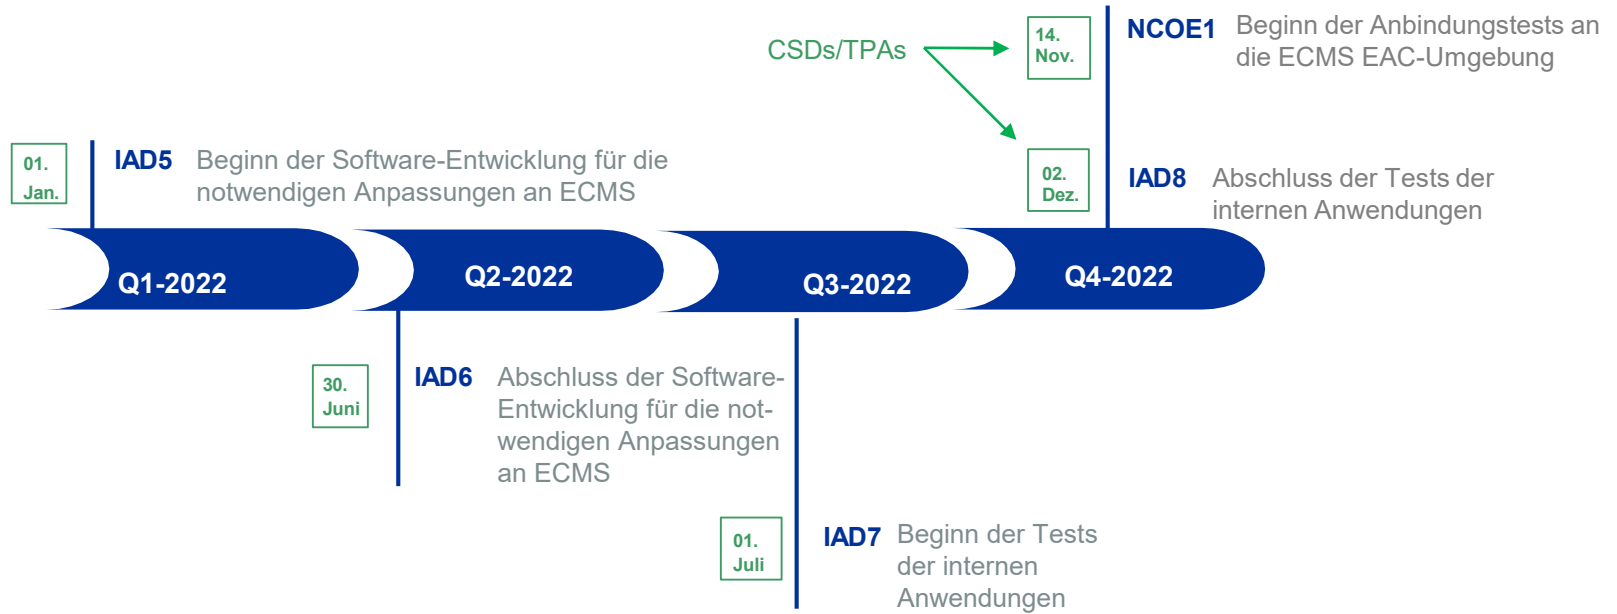 CSDs/TPAs
14.
Nov.
NCOE1
Beginn der Anbindungstests an
die ECMS EAC-Umgebung
01.
Jan.
IAD5
Beginn der Software-Entwicklung für die
notwendigen Anpassungen an ECMS
02.
Dez.
IAD8
Abschluss der Tests der
internen Anwendungen
Q1-2022
Q2-2022
Q3-2022
Q4-2022
30.
Juni
IAD6
Abschluss der Software-
Entwicklung für die not-
wendigen Anpassungen
an ECMS
01.
Juli
IAD7
Beginn der Tests
der internen
Anwendungen